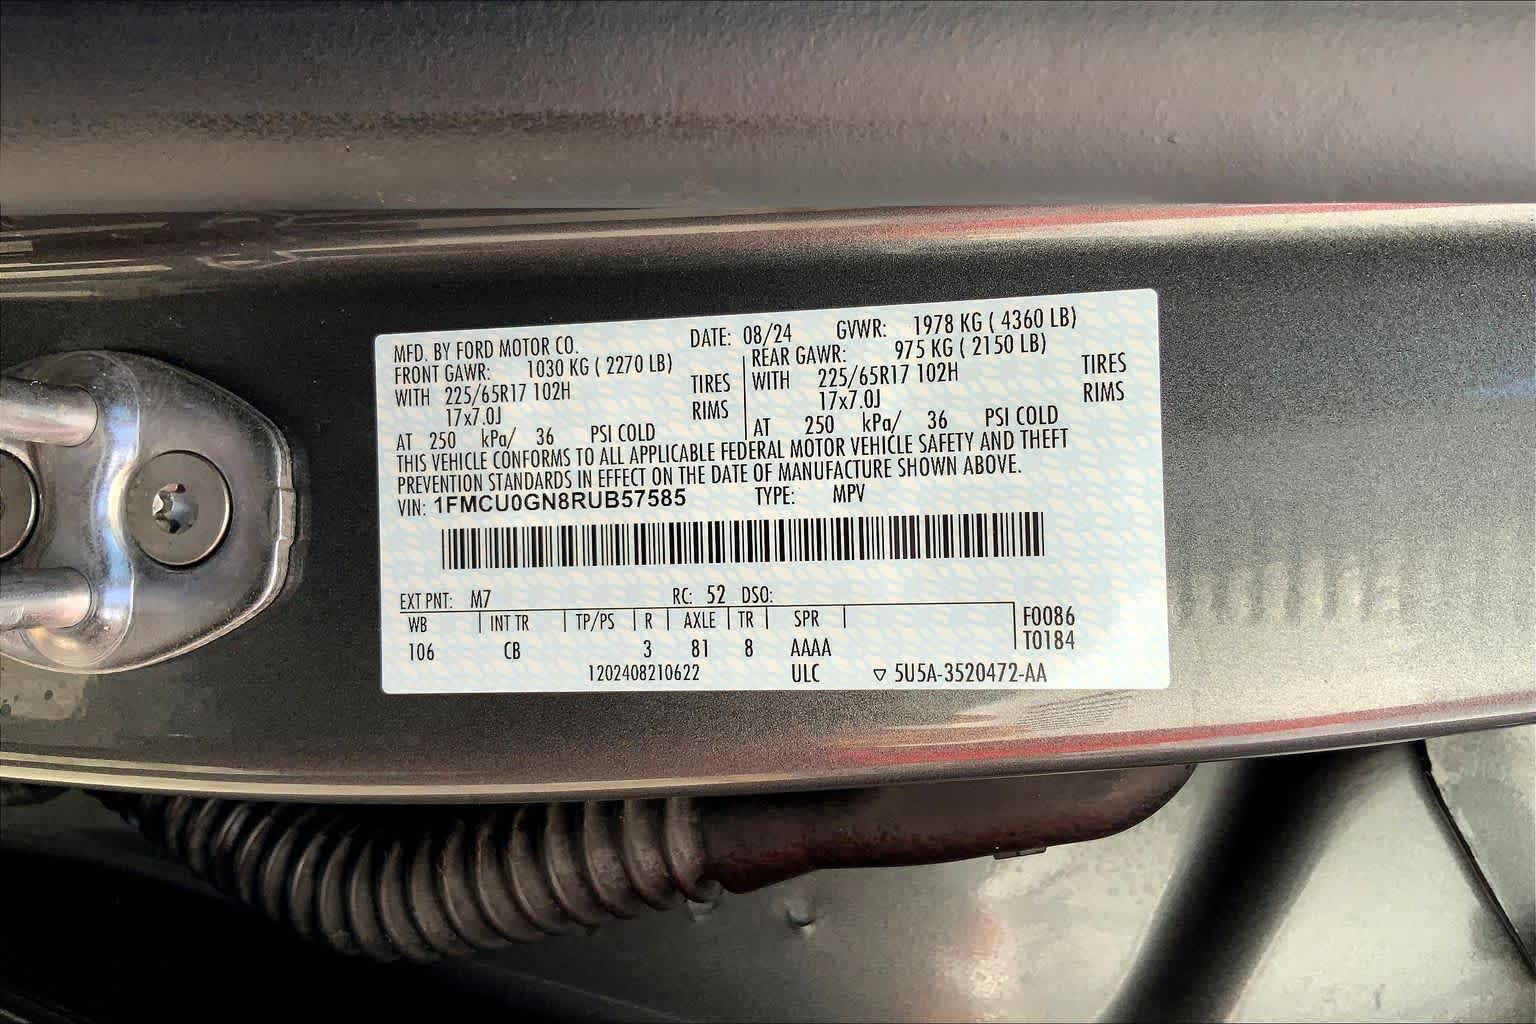 MFD. BY FORD MOTOR CO. DATE: 08/24 GVWR: 1978 KG ( 4360 LB)
FRONT GAWR: 1030 KG ( 2270 LB) REAR GAWR: 975 KG ( 2150 LB)
WITH 225/65R17 102H TIRES WITH 225/65R17 102H TIRES
17x7.0J RIMS 17x7.0J RIMS
AT 250 kPa/ 36 PSI COLD AT 250 kPa/ 36 PSI COLD
THIS VEHICLE CONFORMS TO ALL APPLICABLE FEDERAL MOTOR VEHICLE SAFETY AND THEFT
PREVENTION STANDARDS IN EFFECT ON THE DATE OF MANUFACTURE SHOWN ABOVE.
VIN: 1FMCU0GN8RUB57585 TYPE: MPV
EXT PNT: M7 RC: 52 DSO:
WB INT TR TP/PS R AXLE TR SPR F0086
106 CB 3 81 8 AAAA T0184
1202408210622 ULC ▽ 5U5A-3520472-AA